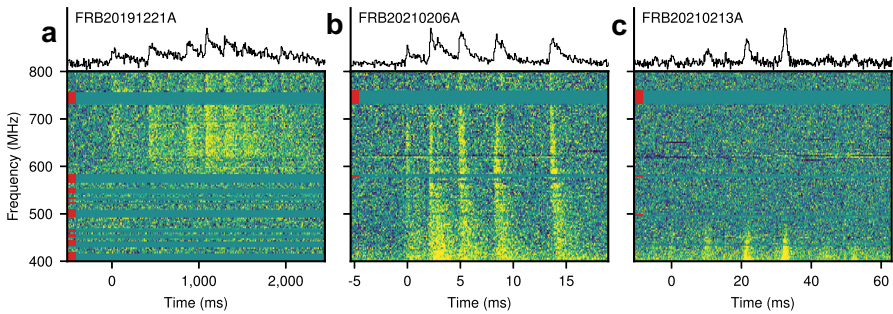 a FRB20191221A
b FRB20210206A
c FRB20210213A
800
700
600
500
400
Frequency (MHz)
0 1,000 2,000
-5 0 5 10 15
0 20 40 60
Time (ms) Time (ms) Time (ms)